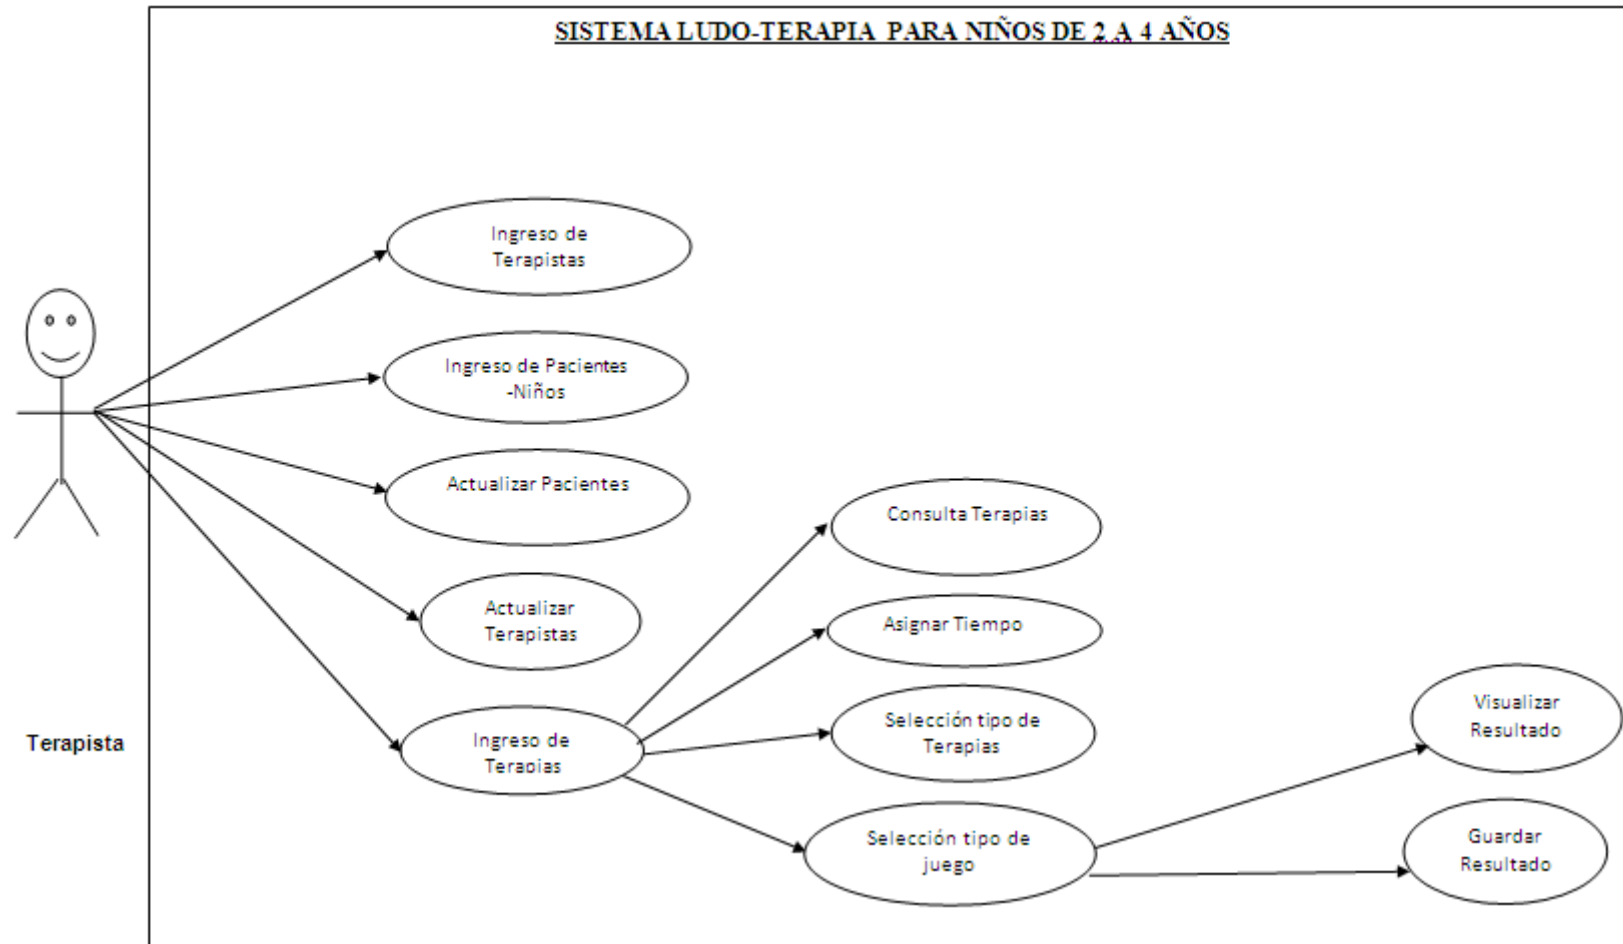 SISTEMA LUDO-TERAPIA PARA NIÑOS DE 2 A 4 AÑOS
Ingreso de
Terapistas
Ingreso de Pacientes
-Niños
Actualizar Pacientes
Actualizar
Terapistas
Ingreso de
Terapias
Consulta Terapias
Asignar Tiempo
Selección tipo de
Terapias
Selección tipo de
juego
Visualizar
Resultado
Guardar
Resultado
Terapista